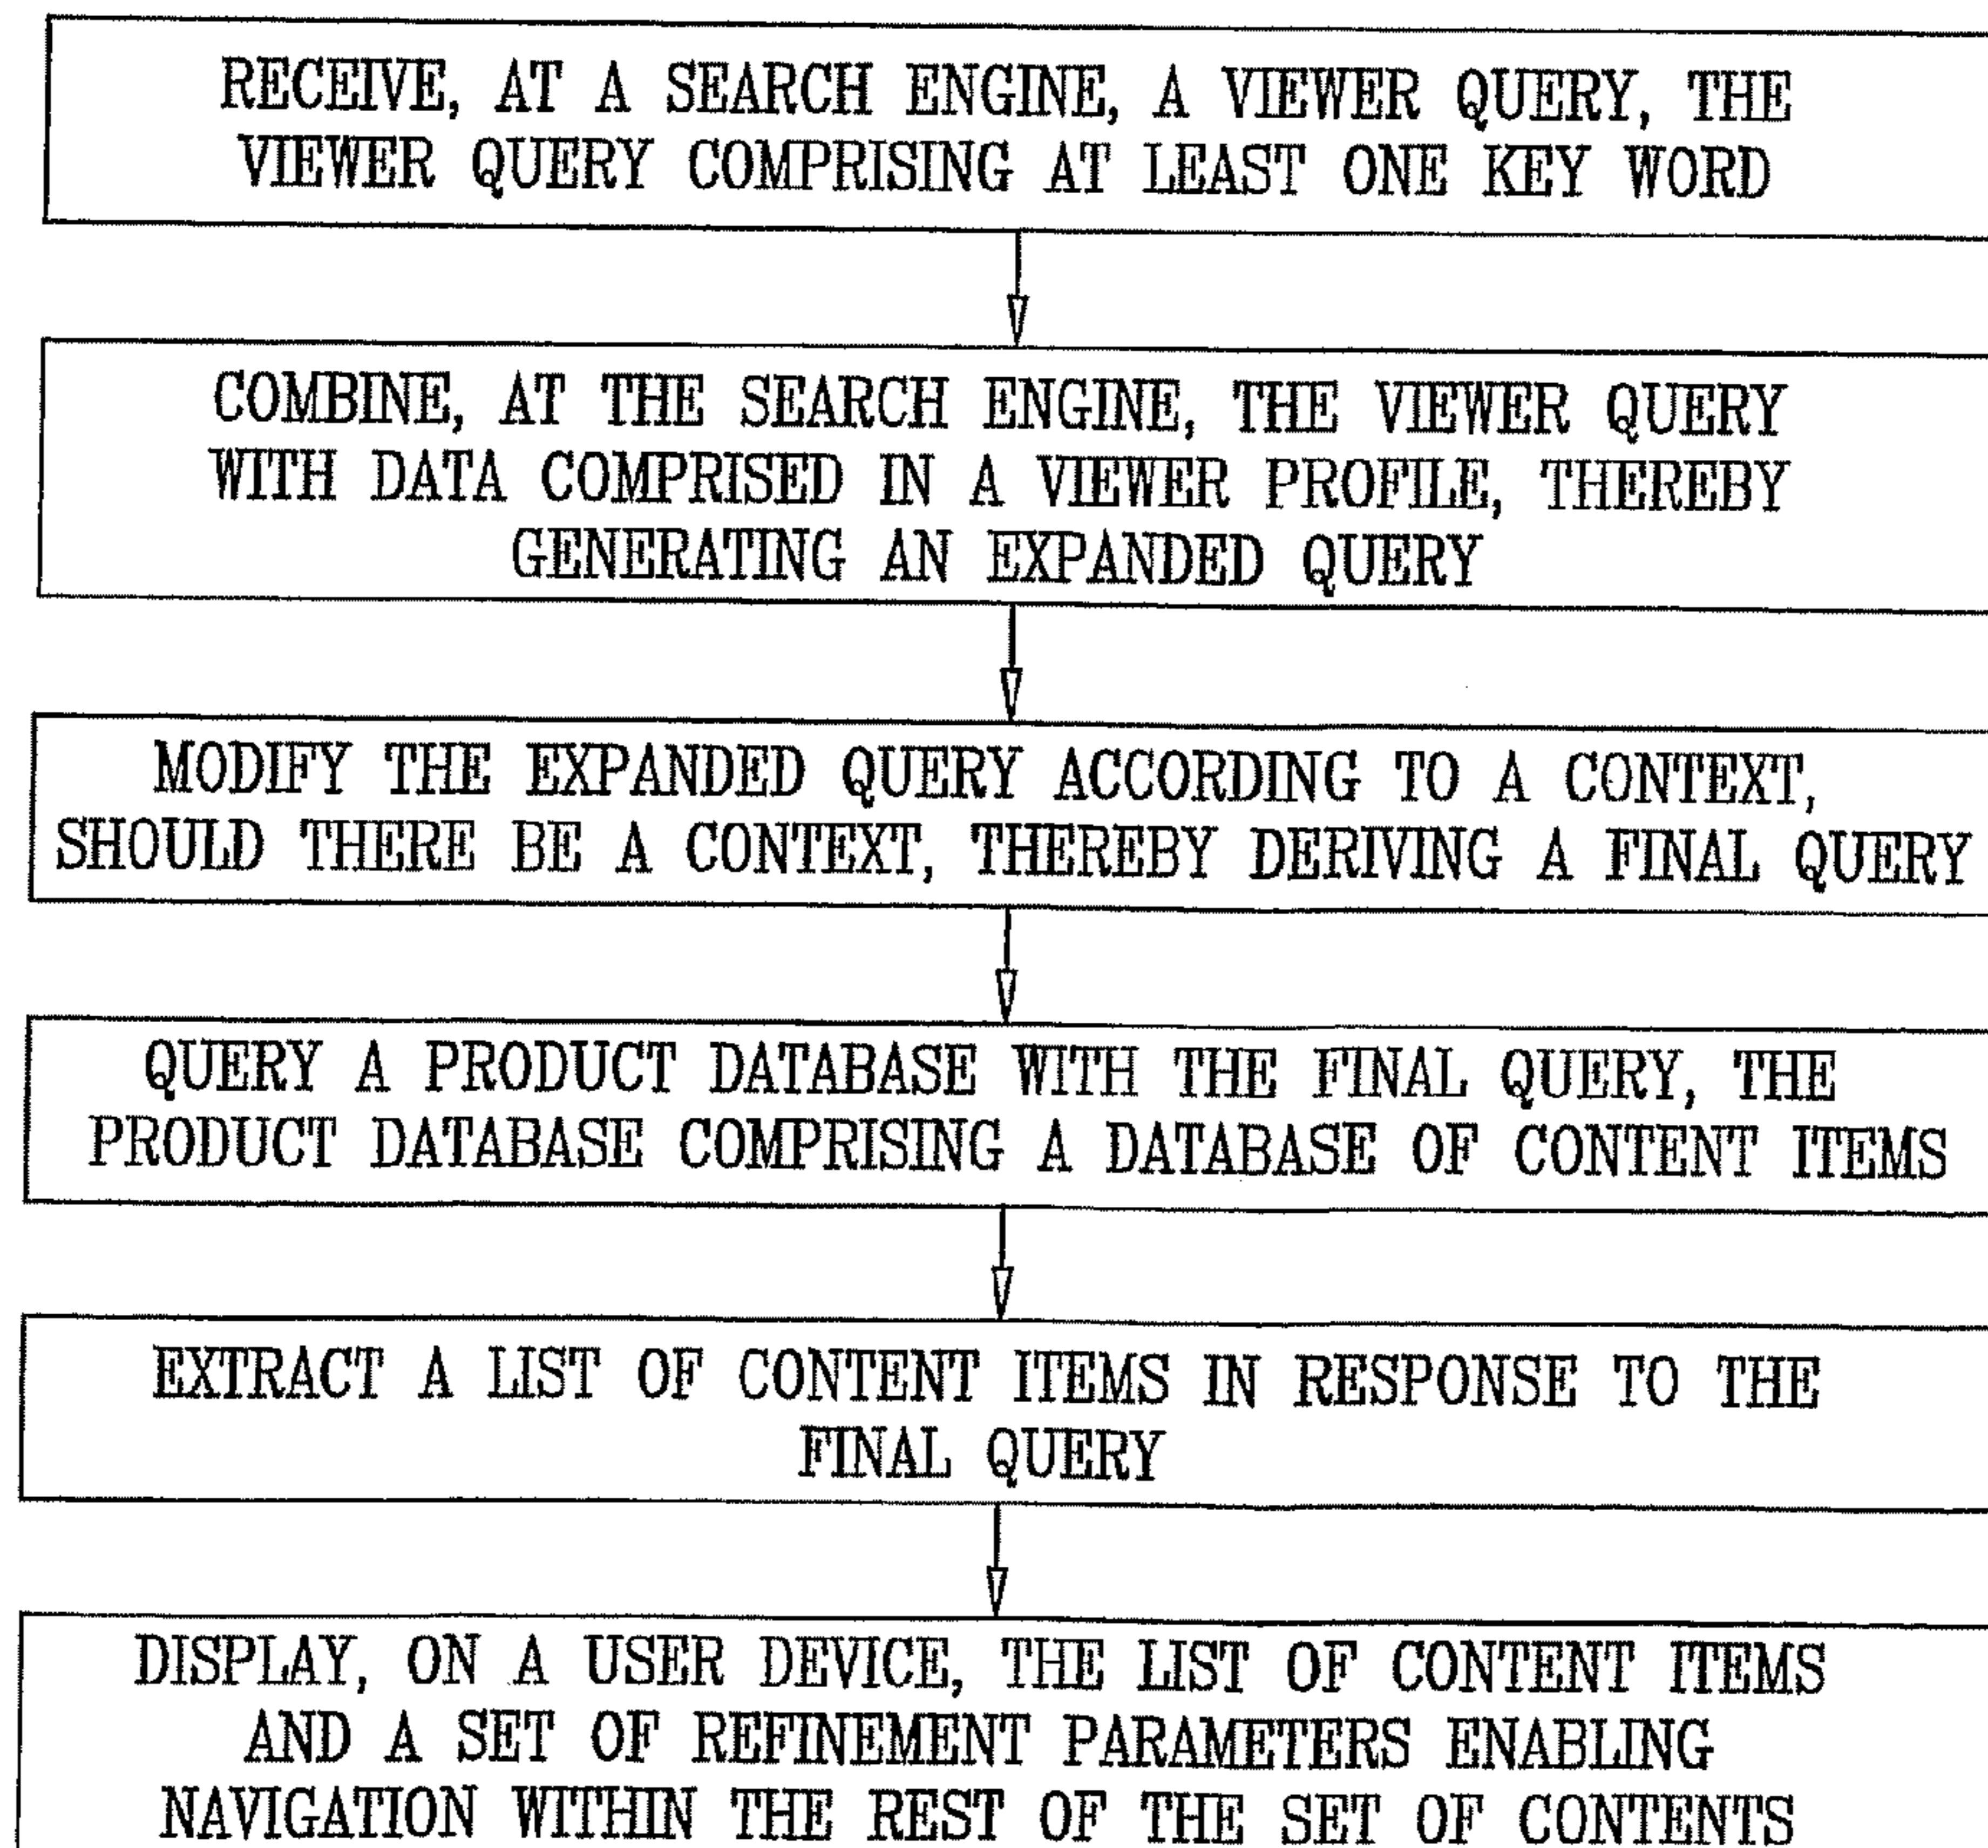 RECEIVE, AT A SEARCH ENGINE, A VIEWER QUERY, THE
VIEWER QUERY COMPRISING AT LEAST ONE KEY WORD
COMBINE, AT THE SEARCH ENGINE, THE VIEWER QUERY
WITH DATA COMPRISED IN A VIEWER PROFILE, THEREBY
GENERATING AN EXPANDED QUERY
MODIFY THE EXPANDED QUERY ACCORDING TO A CONTEXT,
SHOULD THERE BE A CONTEXT, THEREBY DERIVING A FINAL QUERY
QUERY A PRODUCT DATABASE WITH THE FINAL QUERY, THE
PRODUCT DATABASE COMPRISING A DATABASE OF CONTENT ITEMS
EXTRACT A LIST OF CONTENT ITEMS IN RESPONSE TO THE
FINAL QUERY
DISPLAY, ON A USER DEVICE, THE LIST OF CONTENT ITEMS
AND A SET OF REFINEMENT PARAMETERS ENABLING
NAVIGATION WITHIN THE REST OF THE SET OF CONTENTS